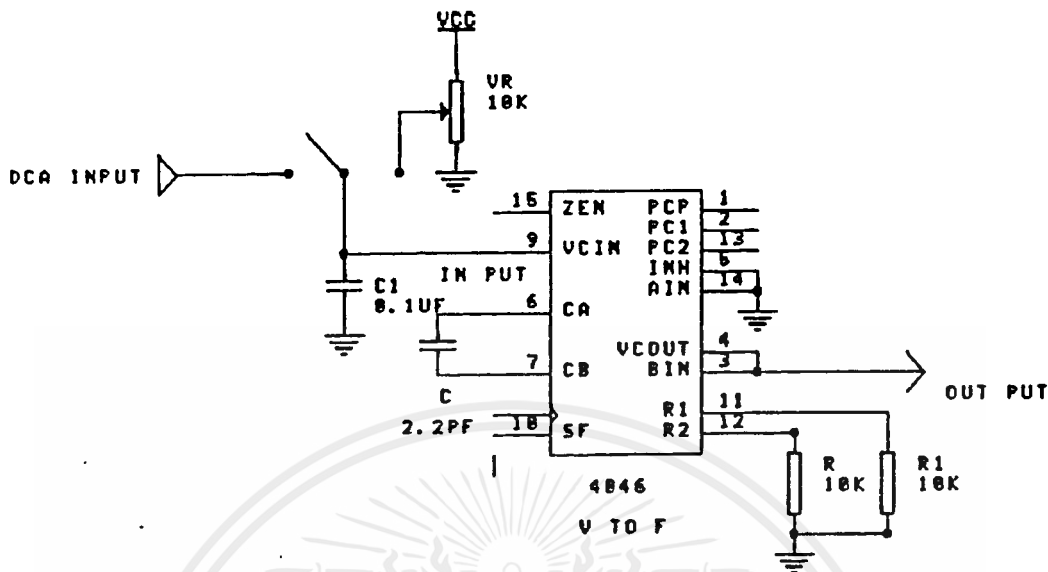 VCC
VR
10K
DCA INPUT
15 ZEN PCP 1
PC1 2
9 VCIN PC2 13
IN PUT INH 5
C1 AIN 14
0.1UF
6 CA
VCOUT 4
7 CB BIN 3
OUT PUT
C R1 11
2.2PF R2 12
10 SF
R R1
10K 10K
4046
V TO F